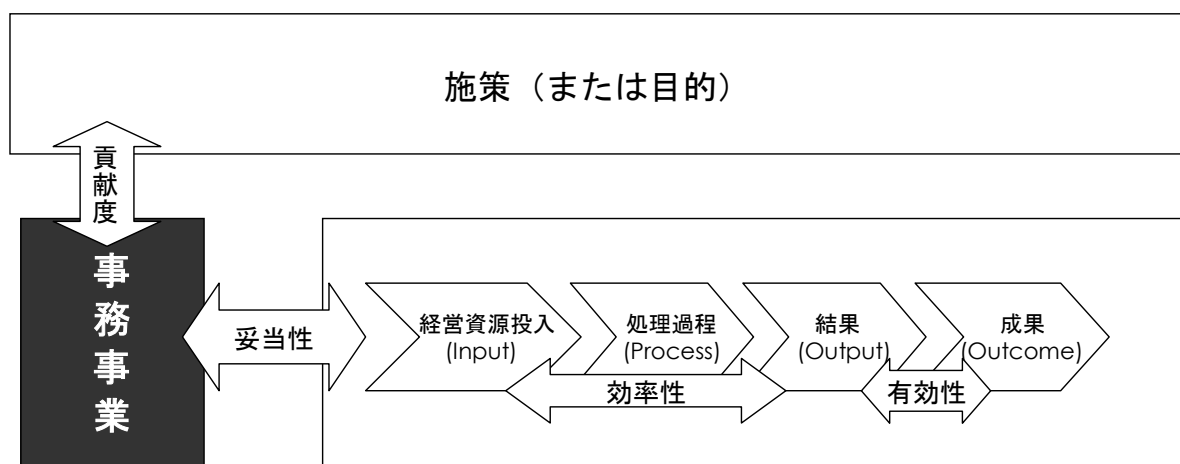 施策（または目的）
貢献度
事務事業
妥当性
経営資源投入
(Input)
処理過程
(Process)
結果
(Output)
成果
(Outcome)
効率性
有効性